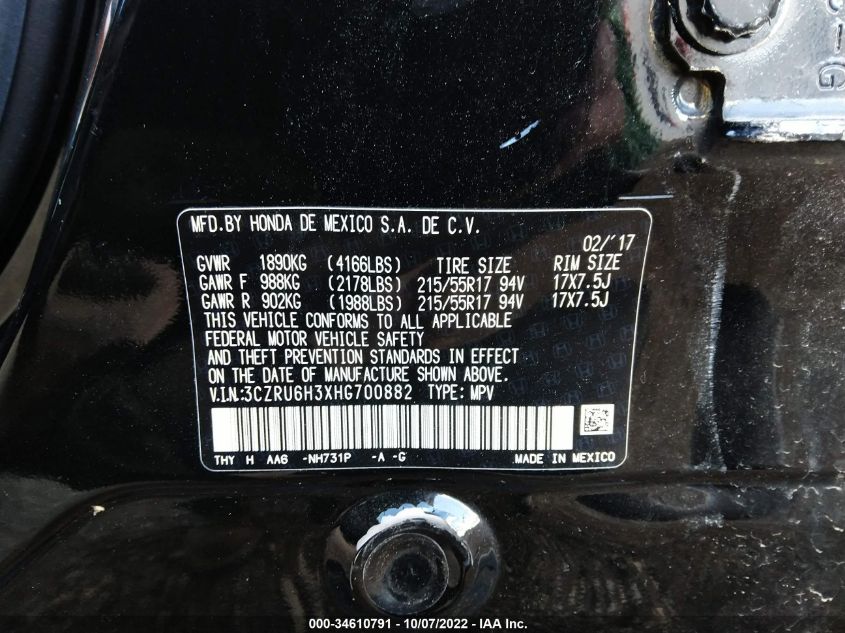 MFD.BY HONDA DE MEXICO S.A. DE C.V.
02/'17
GVWR 1890KG (4166LBS) TIRE SIZE RIM SIZE
GAWR F 988KG (2178LBS) 215/55R17 94V 17X7.5J
GAWR R 902KG (1988LBS) 215/55R17 94V 17X7.5J
THIS VEHICLE CONFORMS TO ALL APPLICABLE
FEDERAL MOTOR VEHICLE SAFETY
AND THEFT PREVENTION STANDARDS IN EFFECT
ON THE DATE OF MANUFACTURE SHOWN ABOVE.
V.I.N:3CZRU6H3XHG700882 TYPE: MPV
THY H AA6 -NH731P -A -G MADE IN MEXICO
000-34610791 - 10/07/2022 - IAA Inc.